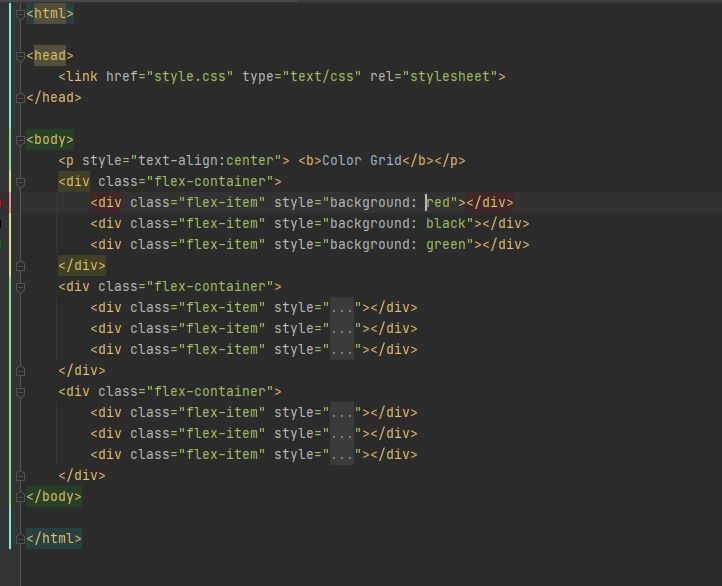 <html>
<head>
<link href="style.css" type="text/css" rel="stylesheet">
</head>
<body>
<p style="text-align:center"> <b>Color Grid</b></p>
<div class="flex-container">
<div class="flex-item" style="background: red"></div>
<div class="flex-item" style="background: black"></div>
<div class="flex-item" style="background: green"></div>
</div>
<div class="flex-container">
<div class="flex-item" style="..."></div>
<div class="flex-item" style="..."></div>
<div class="flex-item" style="..."></div>
</div>
<div class="flex-container">
<div class="flex-item" style="..."></div>
<div class="flex-item" style="..."></div>
<div class="flex-item" style="..."></div>
</div>
</body>
</html>